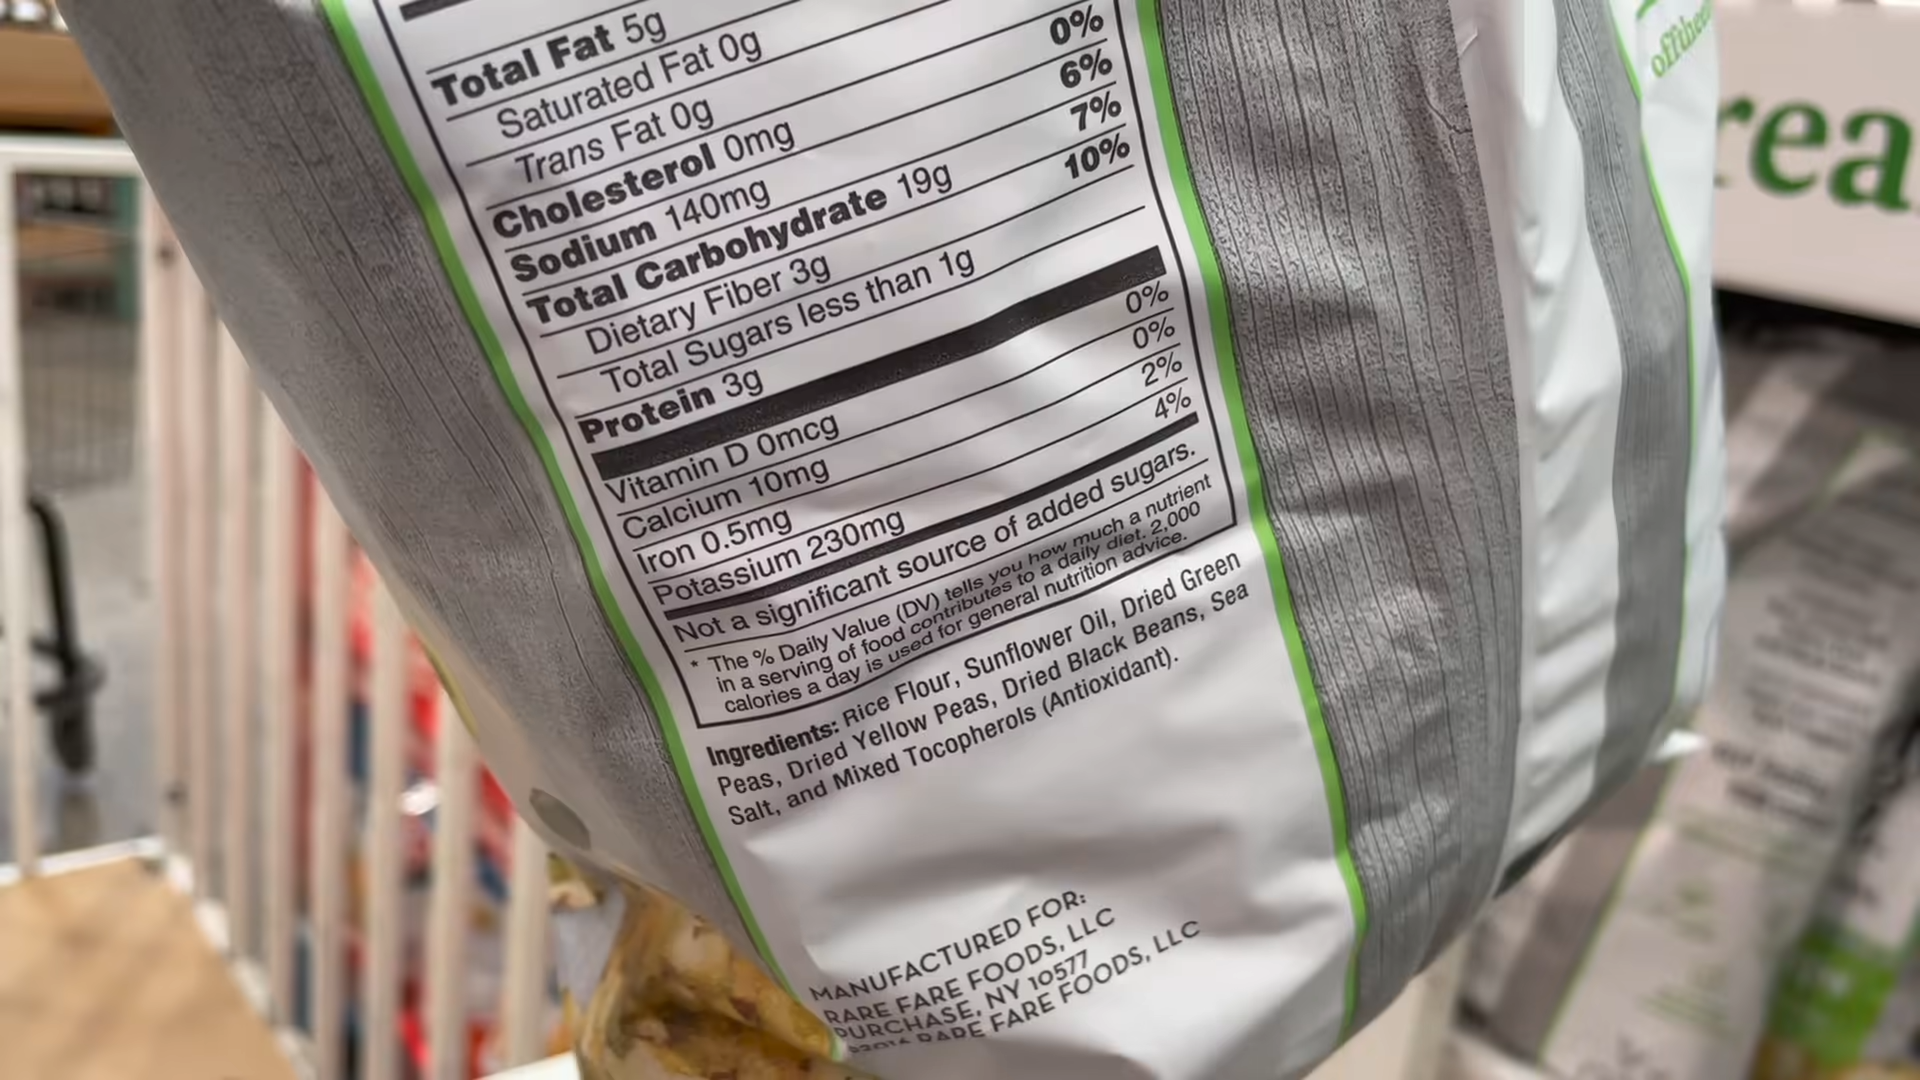 Total Fat 5g
Saturated Fat 0g 0%
Trans Fat 0g
Cholesterol 0mg 0%
Sodium 140mg 6%
Total Carbohydrate 19g 7%
Dietary Fiber 3g 10%
Total Sugars less than 1g
Protein 3g
Vitamin D 0mcg 0%
Calcium 10mg 0%
Iron 0.5mg 2%
Potassium 230mg 4%
Not a significant source of added sugars.
* The % Daily Value (DV) tells you how much a nutrient
in a serving of food contributes to a daily diet. 2,000
calories a day is used for general nutrition advice.
Ingredients: Rice Flour, Sunflower Oil, Dried Green
Peas, Dried Yellow Peas, Dried Black Beans, Sea
Salt, and Mixed Tocopherols (Antioxidant).
MANUFACTURED FOR:
RARE FARE FOODS, LLC
PURCHASE, NY 10577
©2016 RARE FARE FOODS, LLC
offthe
rea